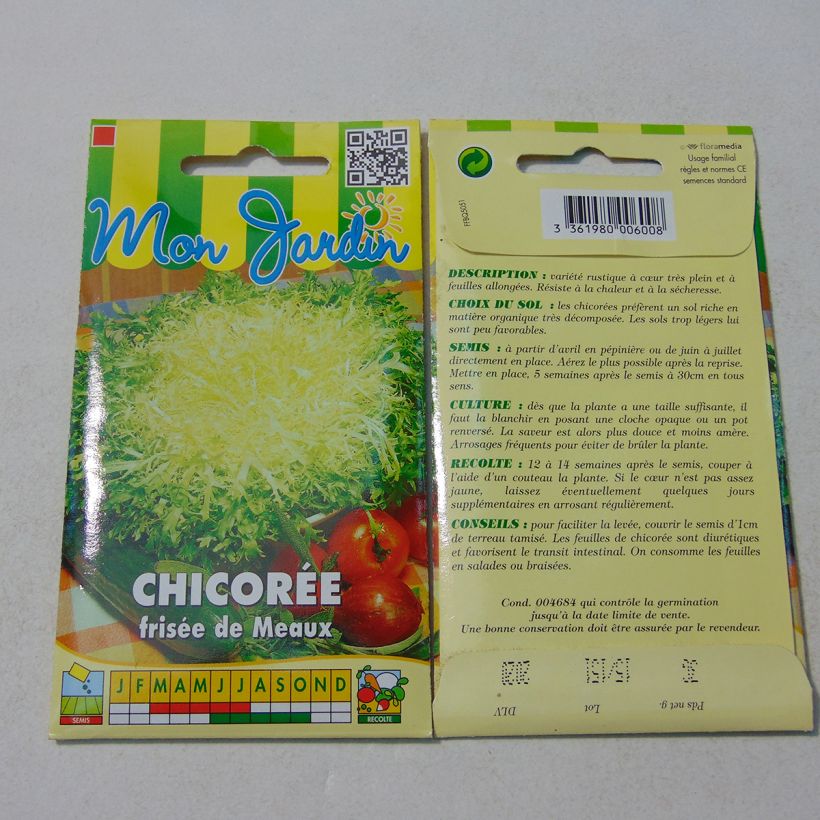 Mon Jardin
CHICORÉE
frisée de Meaux
SEMIS
J F M A M J J A S O N D
RECOLTE
floramedia
Usage familial
règles et normes CE
semences standard
FFBQS051
3 361980 006008
DESCRIPTION : variété rustique à cœur très plein et à
feuilles allongées. Résiste à la chaleur et à la sécheresse.
CHOIX DU SOL : les chicorées préfèrent un sol riche en
matière organique très décomposée. Les sols trop légers lui
sont peu favorables.
SEMIS : à partir d'avril en pépinière ou de juin à juillet
directement en place. Aérez le plus possible après la reprise.
Mettre en place, 5 semaines après le semis à 30cm en tous
sens.
CULTURE : dès que la plante a une taille suffisante, il
faut la blanchir en posant une cloche opaque ou un pot
renversé. La saveur est alors plus douce et moins amère.
Arrosages fréquents pour éviter de brûler la plante.
RECOLTE : 12 à 14 semaines après le semis, couper à
l'aide d'un couteau la plante. Si le cœur n'est pas assez
jaune, laissez éventuellement quelques jours
supplémentaires en arrosant régulièrement.
CONSEILS : pour faciliter la levée, couvrir le semis d'1cm
de terreau tamisé. Les feuilles de chicorée sont diurétiques
et favorisent le transit intestinal. On consomme les feuilles
en salades ou braisées.
Cond. 004684 qui contrôle la germination
jusqu'à la date limite de vente.
Une bonne conservation doit être assurée par le revendeur.
DLV Lot Pds net g.